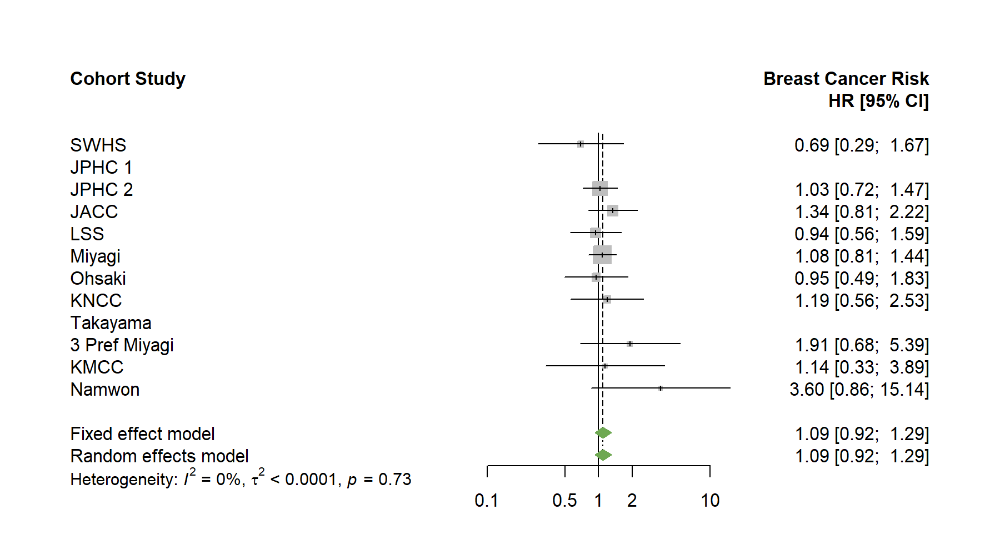 Cohort Study
Breast Cancer Risk
HR [95% CI]
SWHS 0.69 [0.29; 1.67]
JPHC 1
JPHC 2 1.03 [0.72; 1.47]
JACC 1.34 [0.81; 2.22]
LSS 0.94 [0.56; 1.59]
Miyagi 1.08 [0.81; 1.44]
Ohsaki 0.95 [0.49; 1.83]
KNCC 1.19 [0.56; 2.53]
Takayama
3 Pref Miyagi 1.91 [0.68; 5.39]
KMCC 1.14 [0.33; 3.89]
Namwon 3.60 [0.86; 15.14]
Fixed effect model 1.09 [0.92; 1.29]
Random effects model 1.09 [0.92; 1.29]
Heterogeneity: I² = 0%, τ² < 0.0001, p = 0.73
0.1 0.5 1 2 10